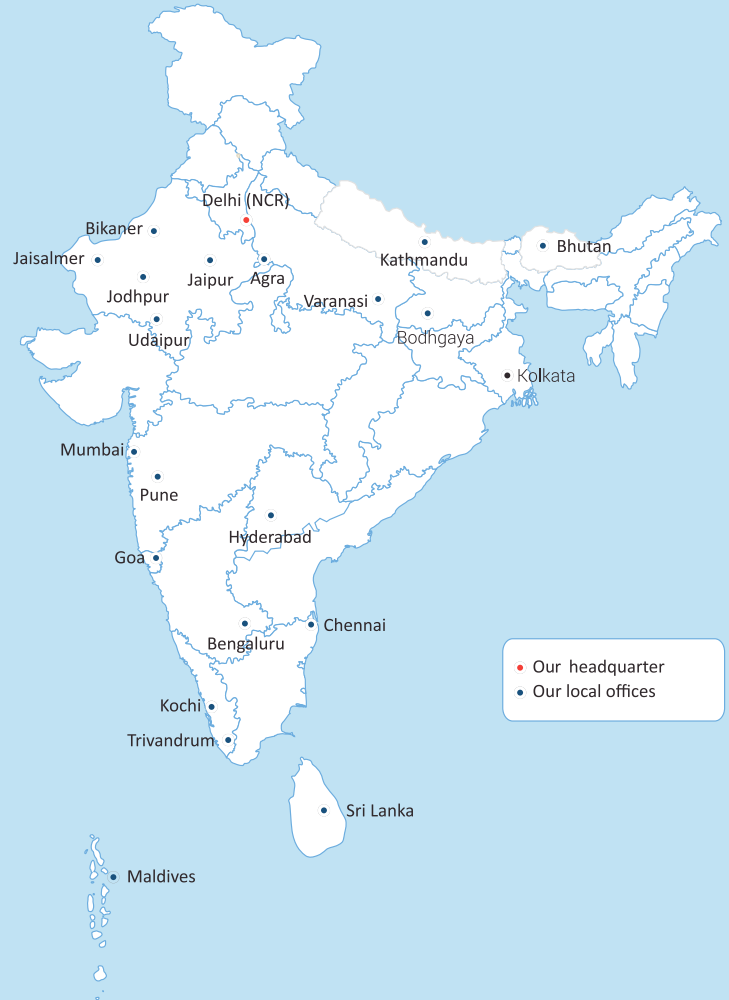 Delhi (NCR)
Bikaner
Jaisalmer
Jodhpur
Jaipur
Agra
Kathmandu
Bhutan
Varanasi
Udaipur
Bodhgaya
Kolkata
Mumbai
Pune
Hyderabad
Goa
Chennai
Bengaluru
Our headquarter
Our local offices
Kochi
Trivandrum
Sri Lanka
Maldives